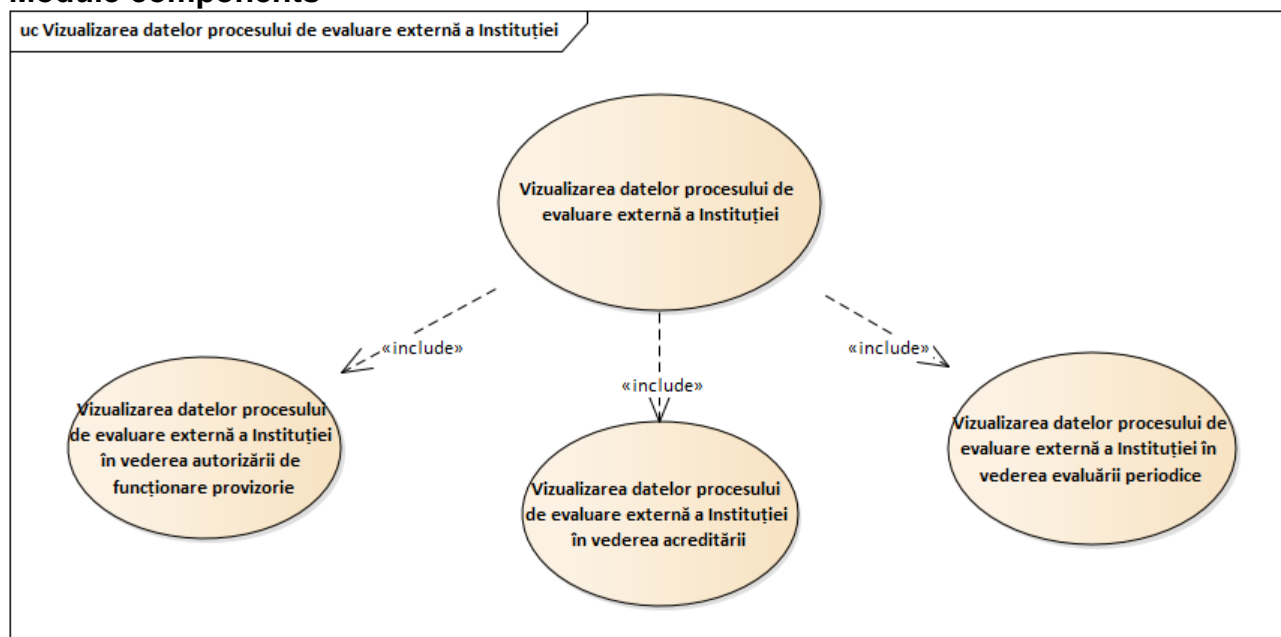 Module components
uc Vizualizarea datelor procesului de evaluare externă a Instituției
Vizualizarea datelor procesului de
evaluare externă a Instituției
«include»
«include»
«include»
Vizualizarea datelor procesului
de evaluare externă a Instituției
în vederea autorizării de
funcționare provizorie
Vizualizarea datelor procesului
de evaluare externă a Instituției
în vederea acreditării
Vizualizarea datelor procesului de
evaluare externă a Instituției în
vederea evaluării periodice